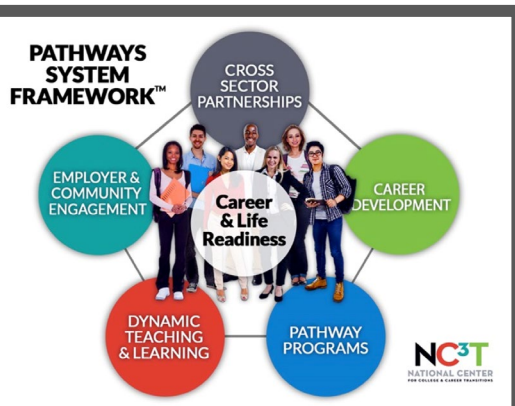 PATHWAYS
SYSTEM
FRAMEWORK™
CROSS
SECTOR
PARTNERSHIPS
EMPLOYER &
COMMUNITY
ENGAGEMENT
Career
& Life
Readiness
CAREER
DEVELOPMENT
DYNAMIC
TEACHING
& LEARNING
PATHWAY
PROGRAMS
NC³T
NATIONAL CENTER
FOR COLLEGE & CAREER TRANSITIONS